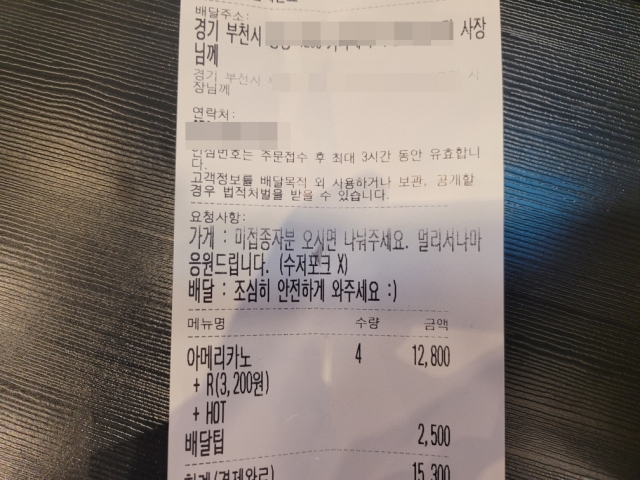 배달주소:
경기 부천시 사장
님께
경기 부천시
장님께
연락처:
안심번호는 주문접수 후 최대 3시간 동안 유효합니
다.
고객정보를 배달목적 외 사용하거나 보관, 공개할
경우 법적처벌을 받을 수 있습니다.
요청사항:
가게 : 미접종자분 오시면 나눠주세요. 멀리서나마
응원드립니다. (수저포크 X)
배달 : 조심히 안전하게 와주세요 :)
메뉴명 수량 금액
아메리카노 4 12,800
+ R(3,200원)
+ HOT
배달팁 2,500
합계(결제완료) 15,300